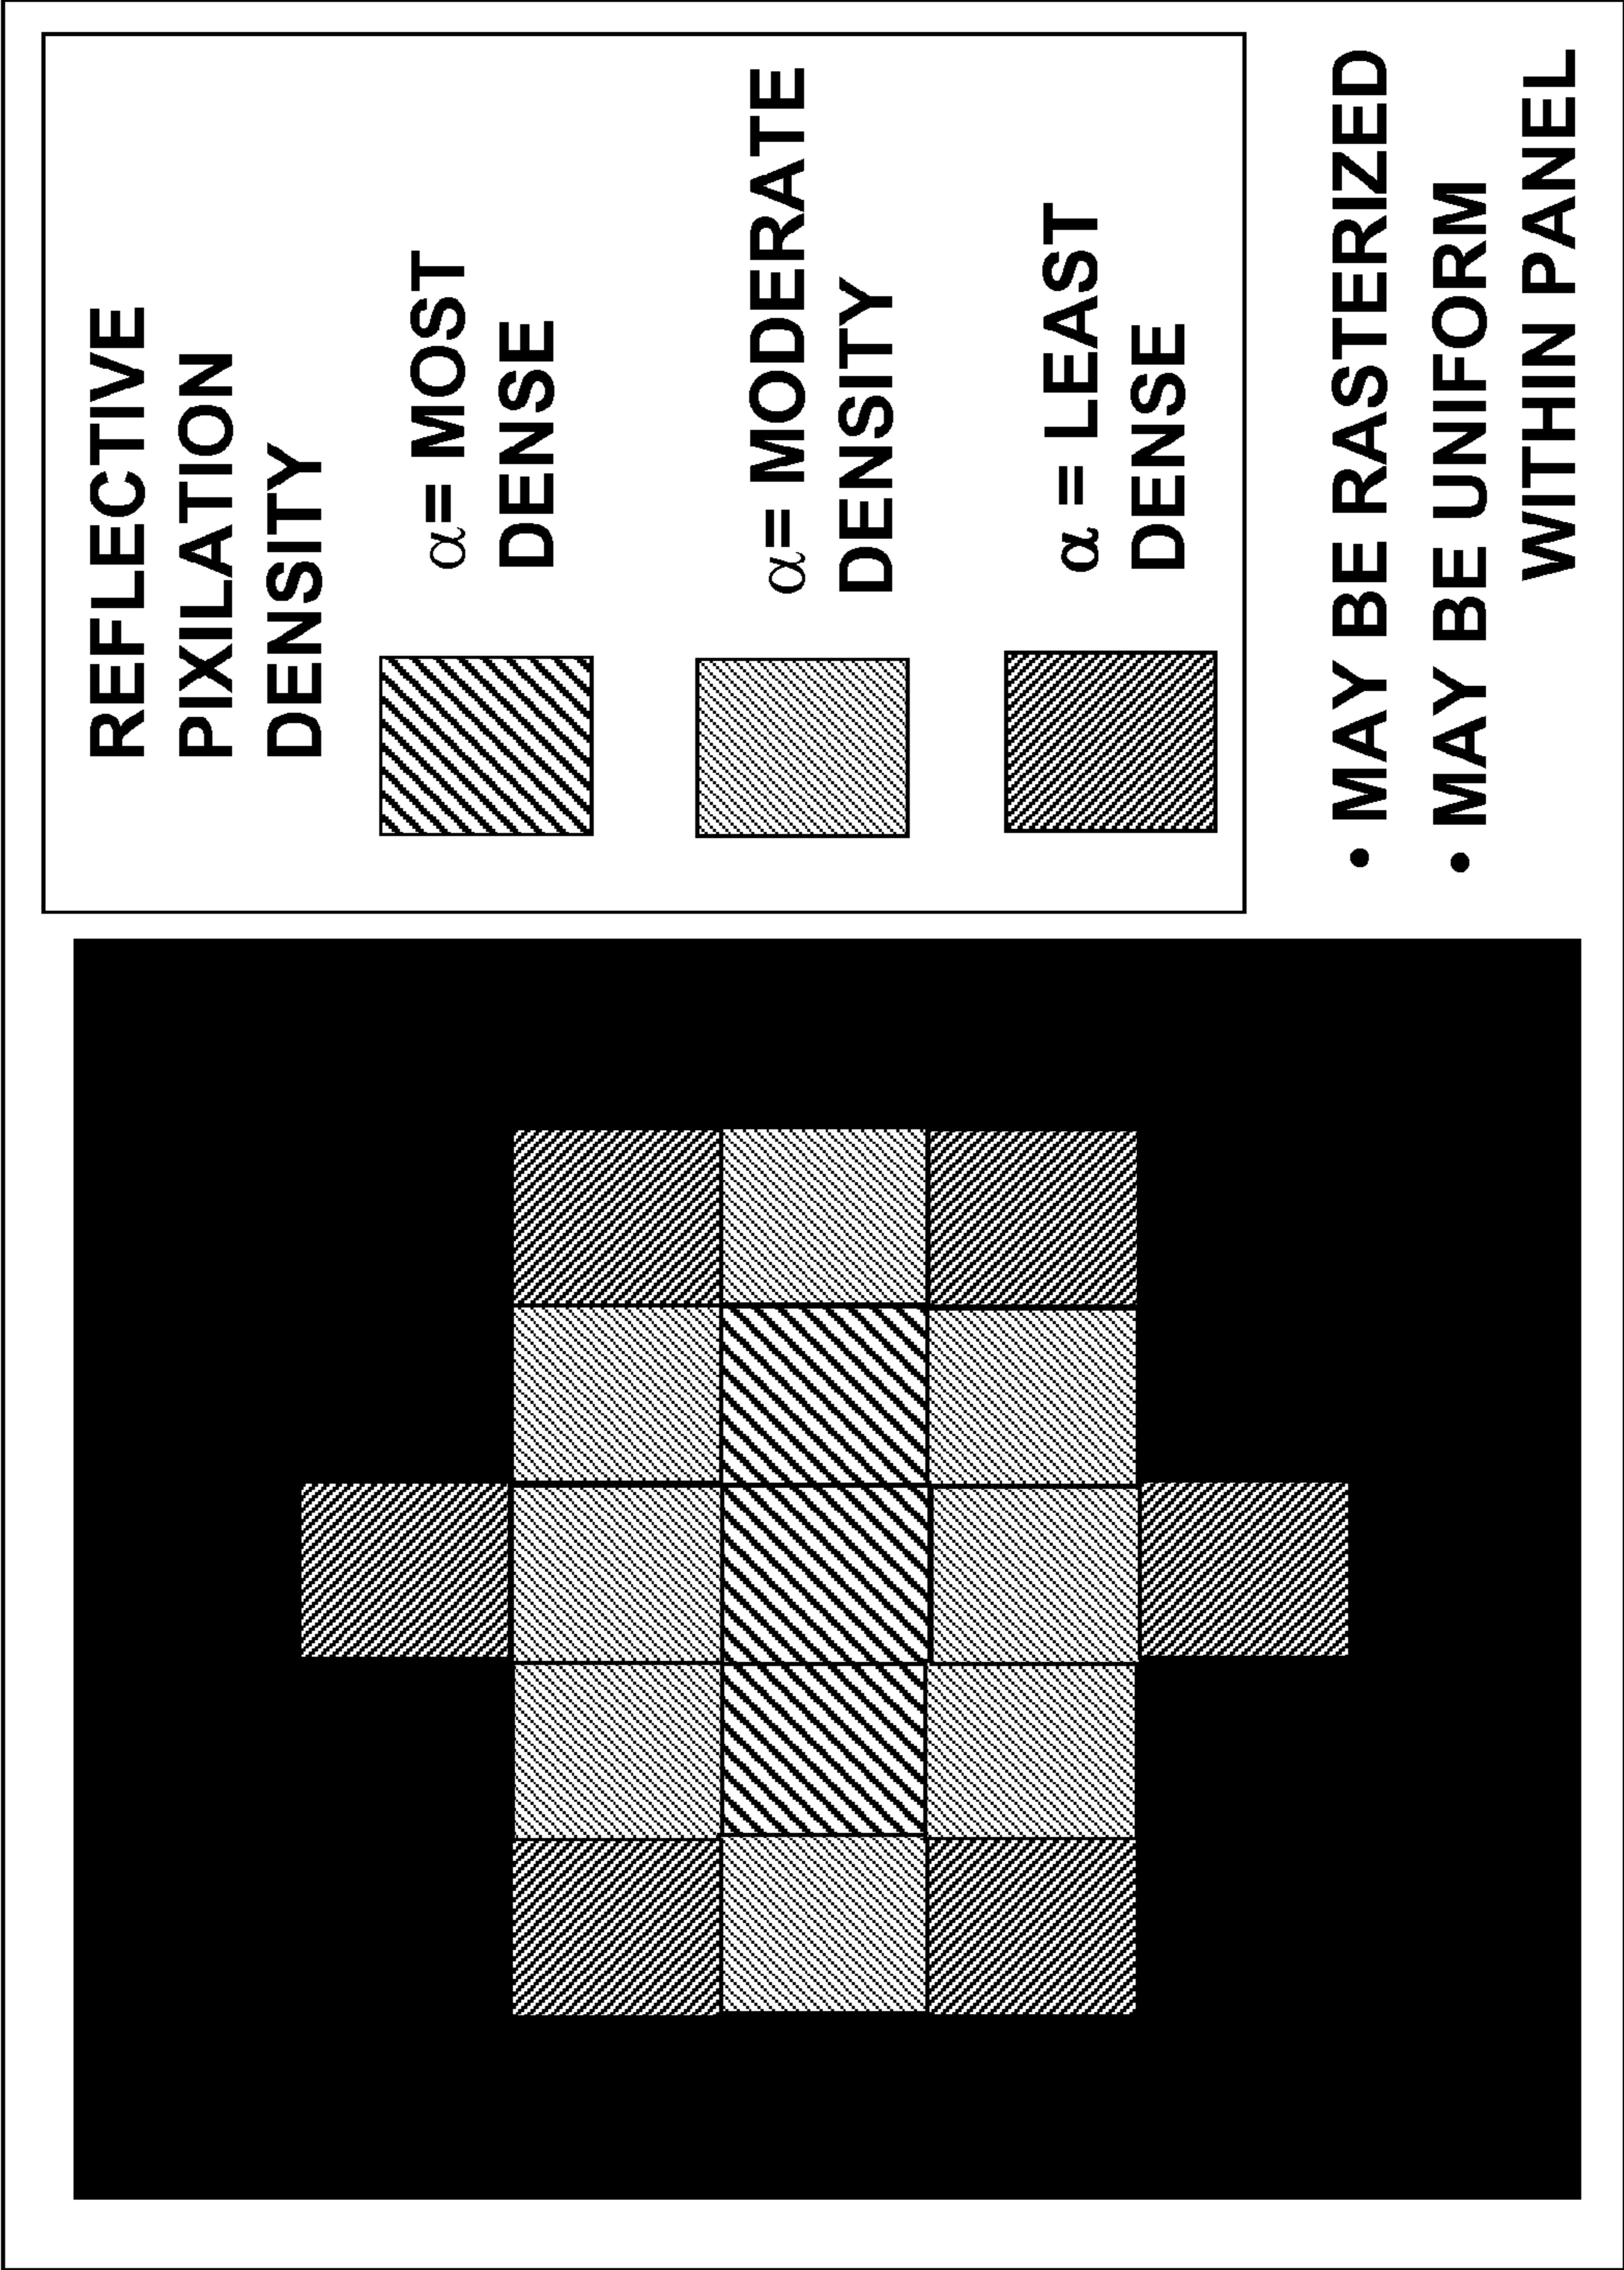 REFLECTIVE
PIXILATION
DENSITY
α= MOST
DENSE
α= MODERATE
DENSITY
α = LEAST
DENSE
• MAY BE RASTERIZED
• MAY BE UNIFORM
WITHIN PANEL